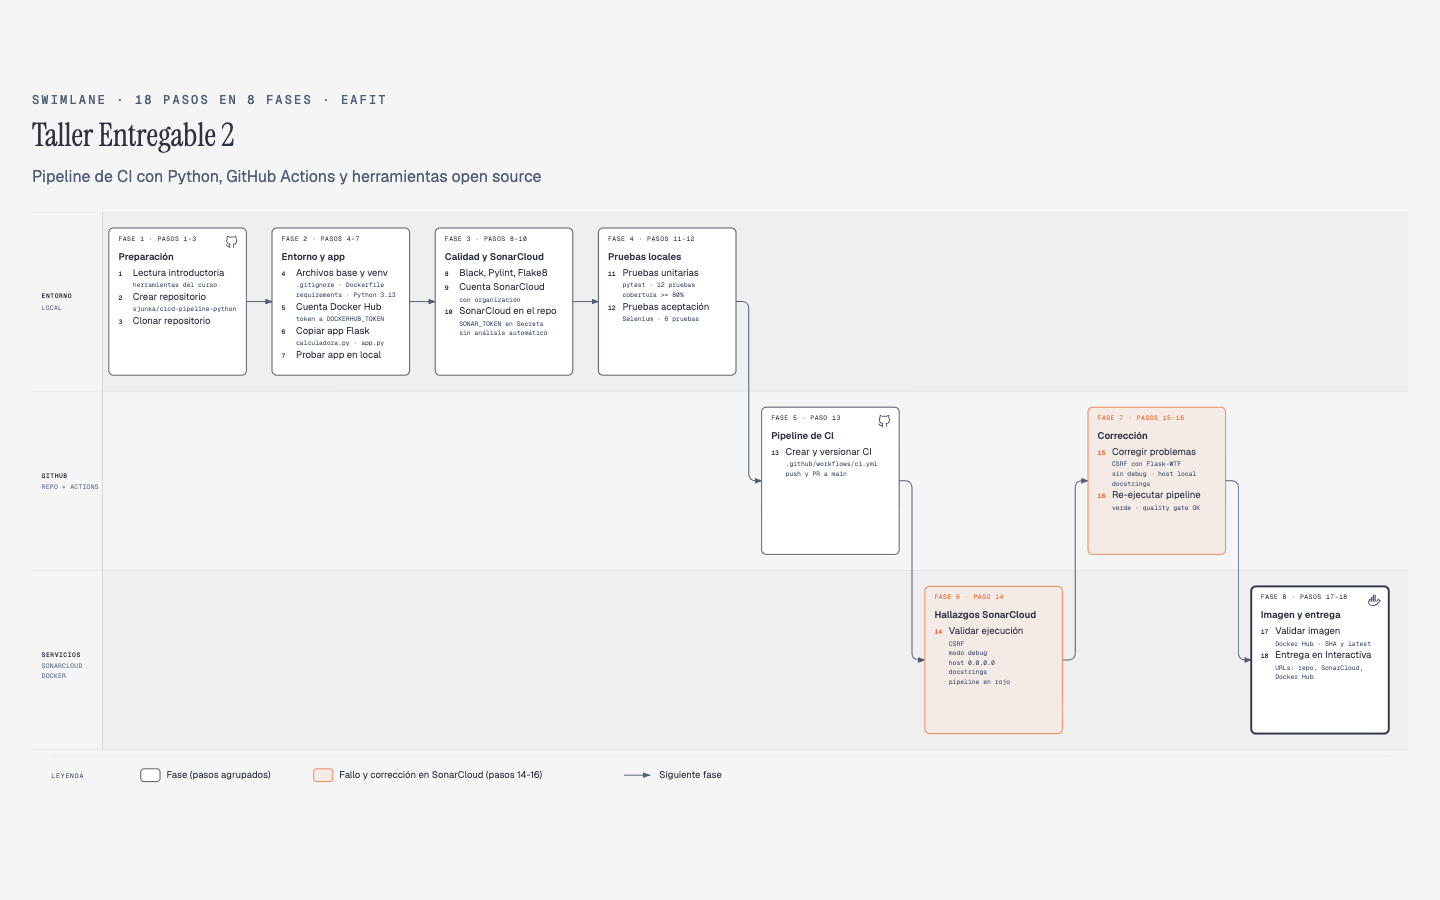 SWIMLANE · 18 PASOS EN 8 FASES · EAFIT
Taller Entregable 2
Pipeline de CI con Python, GitHub Actions y herramientas open source
ENTORNO
LOCAL
FASE 1 · PASOS 1-3
Preparación
1 Lectura introductoria
herramientas del curso
2 Crear repositorio
sjunka/cicd-pipeline-python
3 Clonar repositorio
FASE 2 · PASOS 4-7
Entorno y app
4 Archivos base y venv
.gitignore · Dockerfile
requirements · Python 3.13
5 Cuenta Docker Hub
token a DOCKERHUB_TOKEN
6 Copiar app Flask
calculadora.py · app.py
7 Probar app en local
FASE 3 · PASOS 8-10
Calidad y SonarCloud
8 Black, Pylint, Flake8
9 Cuenta SonarCloud
con organización
10 SonarCloud en el repo
SONAR_TOKEN en Secrets
sin análisis automático
FASE 4 · PASOS 11-12
Pruebas locales
11 Pruebas unitarias
pytest · 12 pruebas
cobertura >= 80%
12 Pruebas aceptación
Selenium · 6 pruebas
GITHUB
REPO + ACTIONS
FASE 5 · PASO 13
Pipeline de CI
13 Crear y versionar CI
.github/workflows/ci.yml
push y PR a main
FASE 7 · PASOS 15-16
Corrección
15 Corregir problemas
CSRF con Flask-WTF
sin debug · host local
docstrings
16 Re-ejecutar pipeline
verde · quality gate OK
SERVICIOS
SONARCLOUD
DOCKER
FASE 6 · PASO 14
Hallazgos SonarCloud
14 Validar ejecución
CSRF
modo debug
host 0.0.0.0
docstrings
pipeline en rojo
FASE 8 · PASOS 17-18
Imagen y entrega
17 Validar imagen
Docker Hub · SHA y latest
18 Entrega en Interactiva
URLs: repo, SonarCloud,
Docker Hub
LEYENDA
Fase (pasos agrupados)
Fallo y corrección en SonarCloud (pasos 14-16)
Siguiente fase